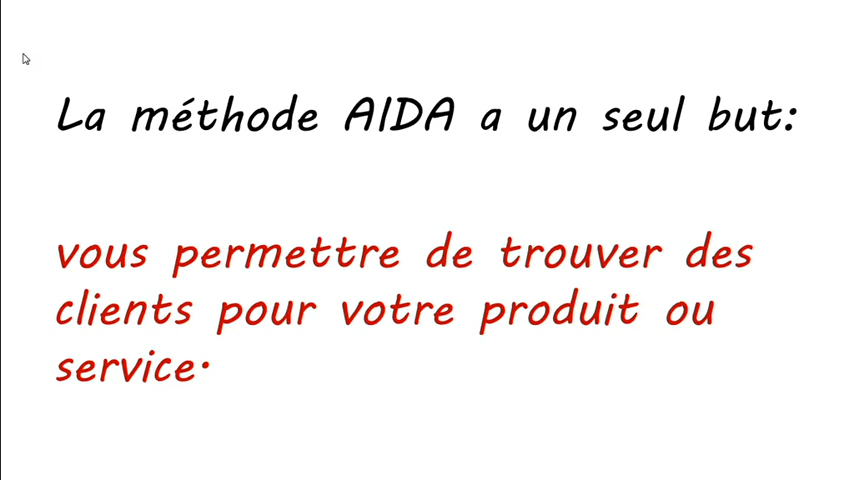 La méthode AIDA a un seul but:
vous permettre de trouver des
clients pour votre produit ou
service.